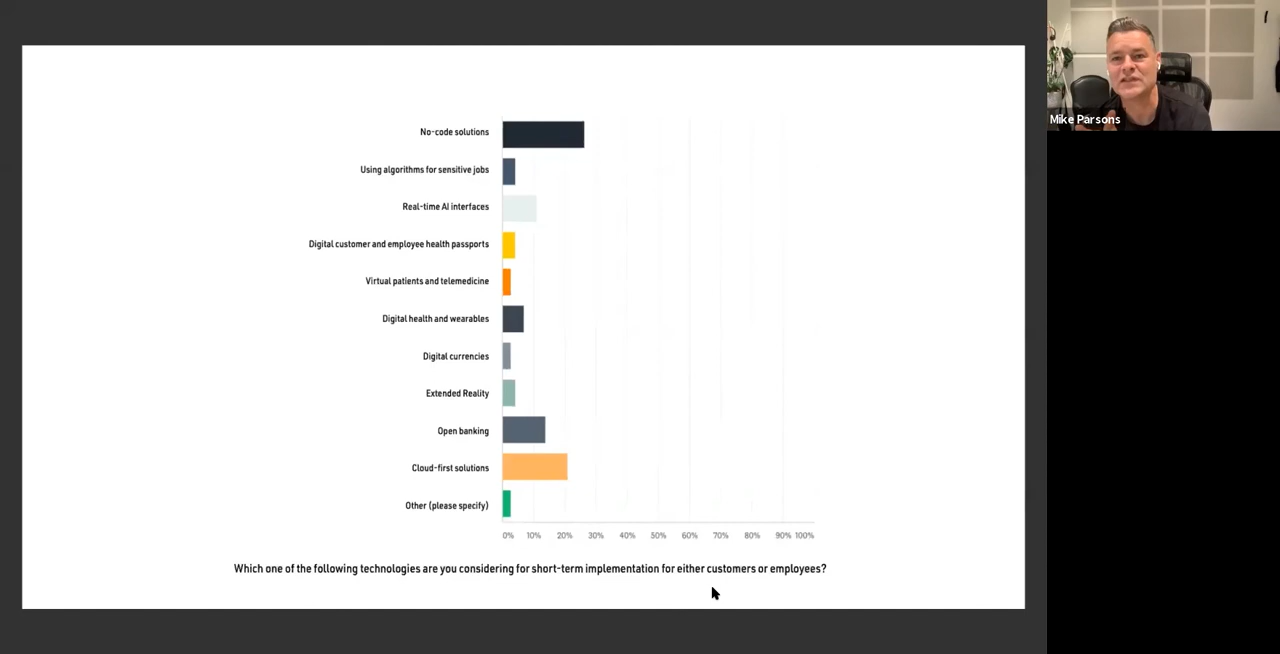 No-code solutions
Using algorithms for sensitive jobs
Real-time AI interfaces
Digital customer and employee health passports
Virtual patients and telemedicine
Digital health and wearables
Digital currencies
Extended Reality
Open banking
Cloud-first solutions
Other (please specify)
0% 10% 20% 30% 40% 50% 60% 70% 80% 90% 100%
Which one of the following technologies are you considering for short-term implementation for either customers or employees?
Mike Parsons